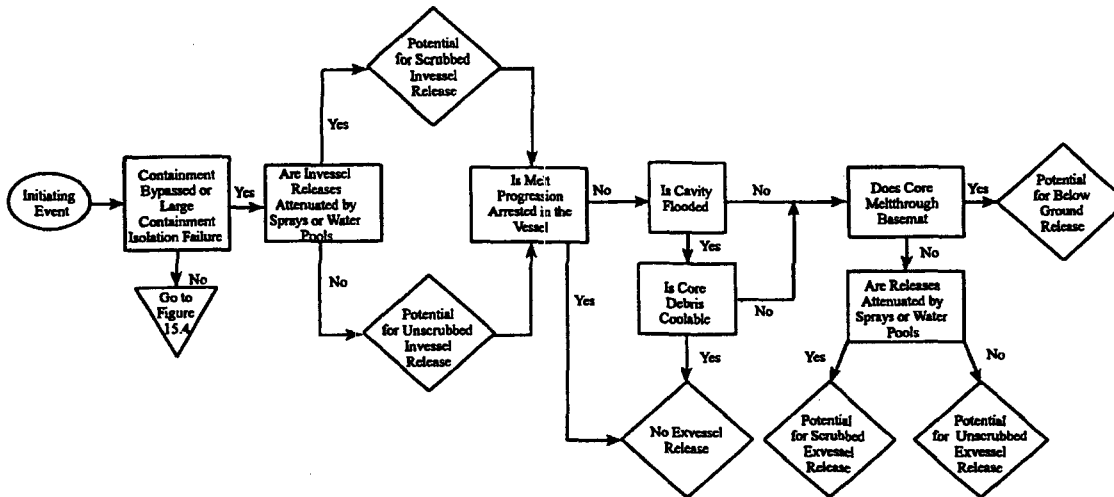 Initiating
Event
Containment
Bypassed or
Large
Containment
Isolation Failure
Yes
No
Go to
Figure
15.4
Are Invessel
Releases
Attenuated by
Sprays or Water
Pools
Yes
No
Potential
for Scrubbed
Invessel
Release
Potential
for Unscrubbed
Invessel
Release
Is Melt
Progression
Arrested in the
Vessel
No
Yes
Is Cavity
Flooded
No
Yes
Is Core
Debris
Coolable
No
Yes
No Exvessel
Release
Does Core
Meltthrough
Basemat
Yes
No
Potential
for Below
Ground
Release
Are Releases
Attenuated by
Sprays or Water
Pools
Yes
No
Potential
for Scrubbed
Exvessel
Release
Potential
for Unscrubbed
Exvessel
Release